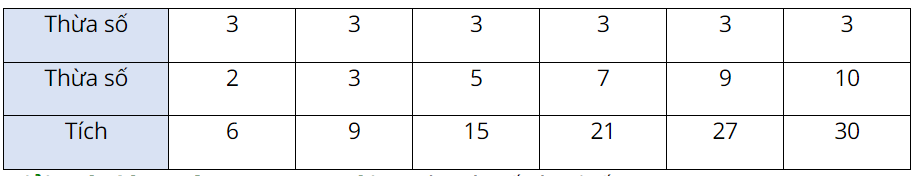 Thừa số 3 3 3 3 3 3
Thừa số 2 3 5 7 9 10
Tích 6 9 15 21 27 30